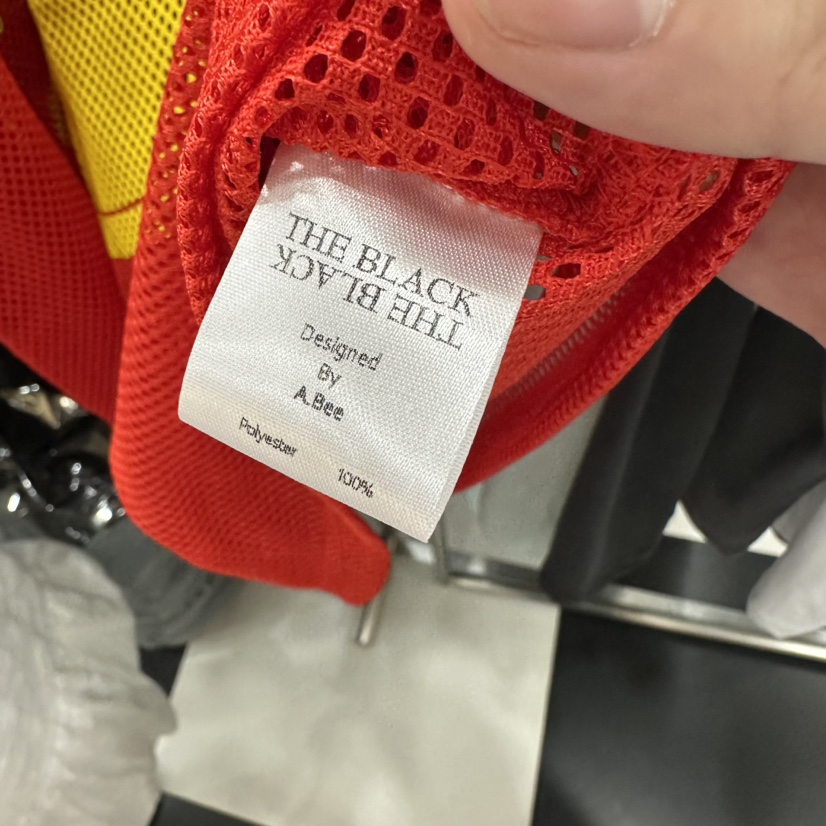 THE BLACK
THE BLACK
Designed
By
A.Bee
Polyester 100%